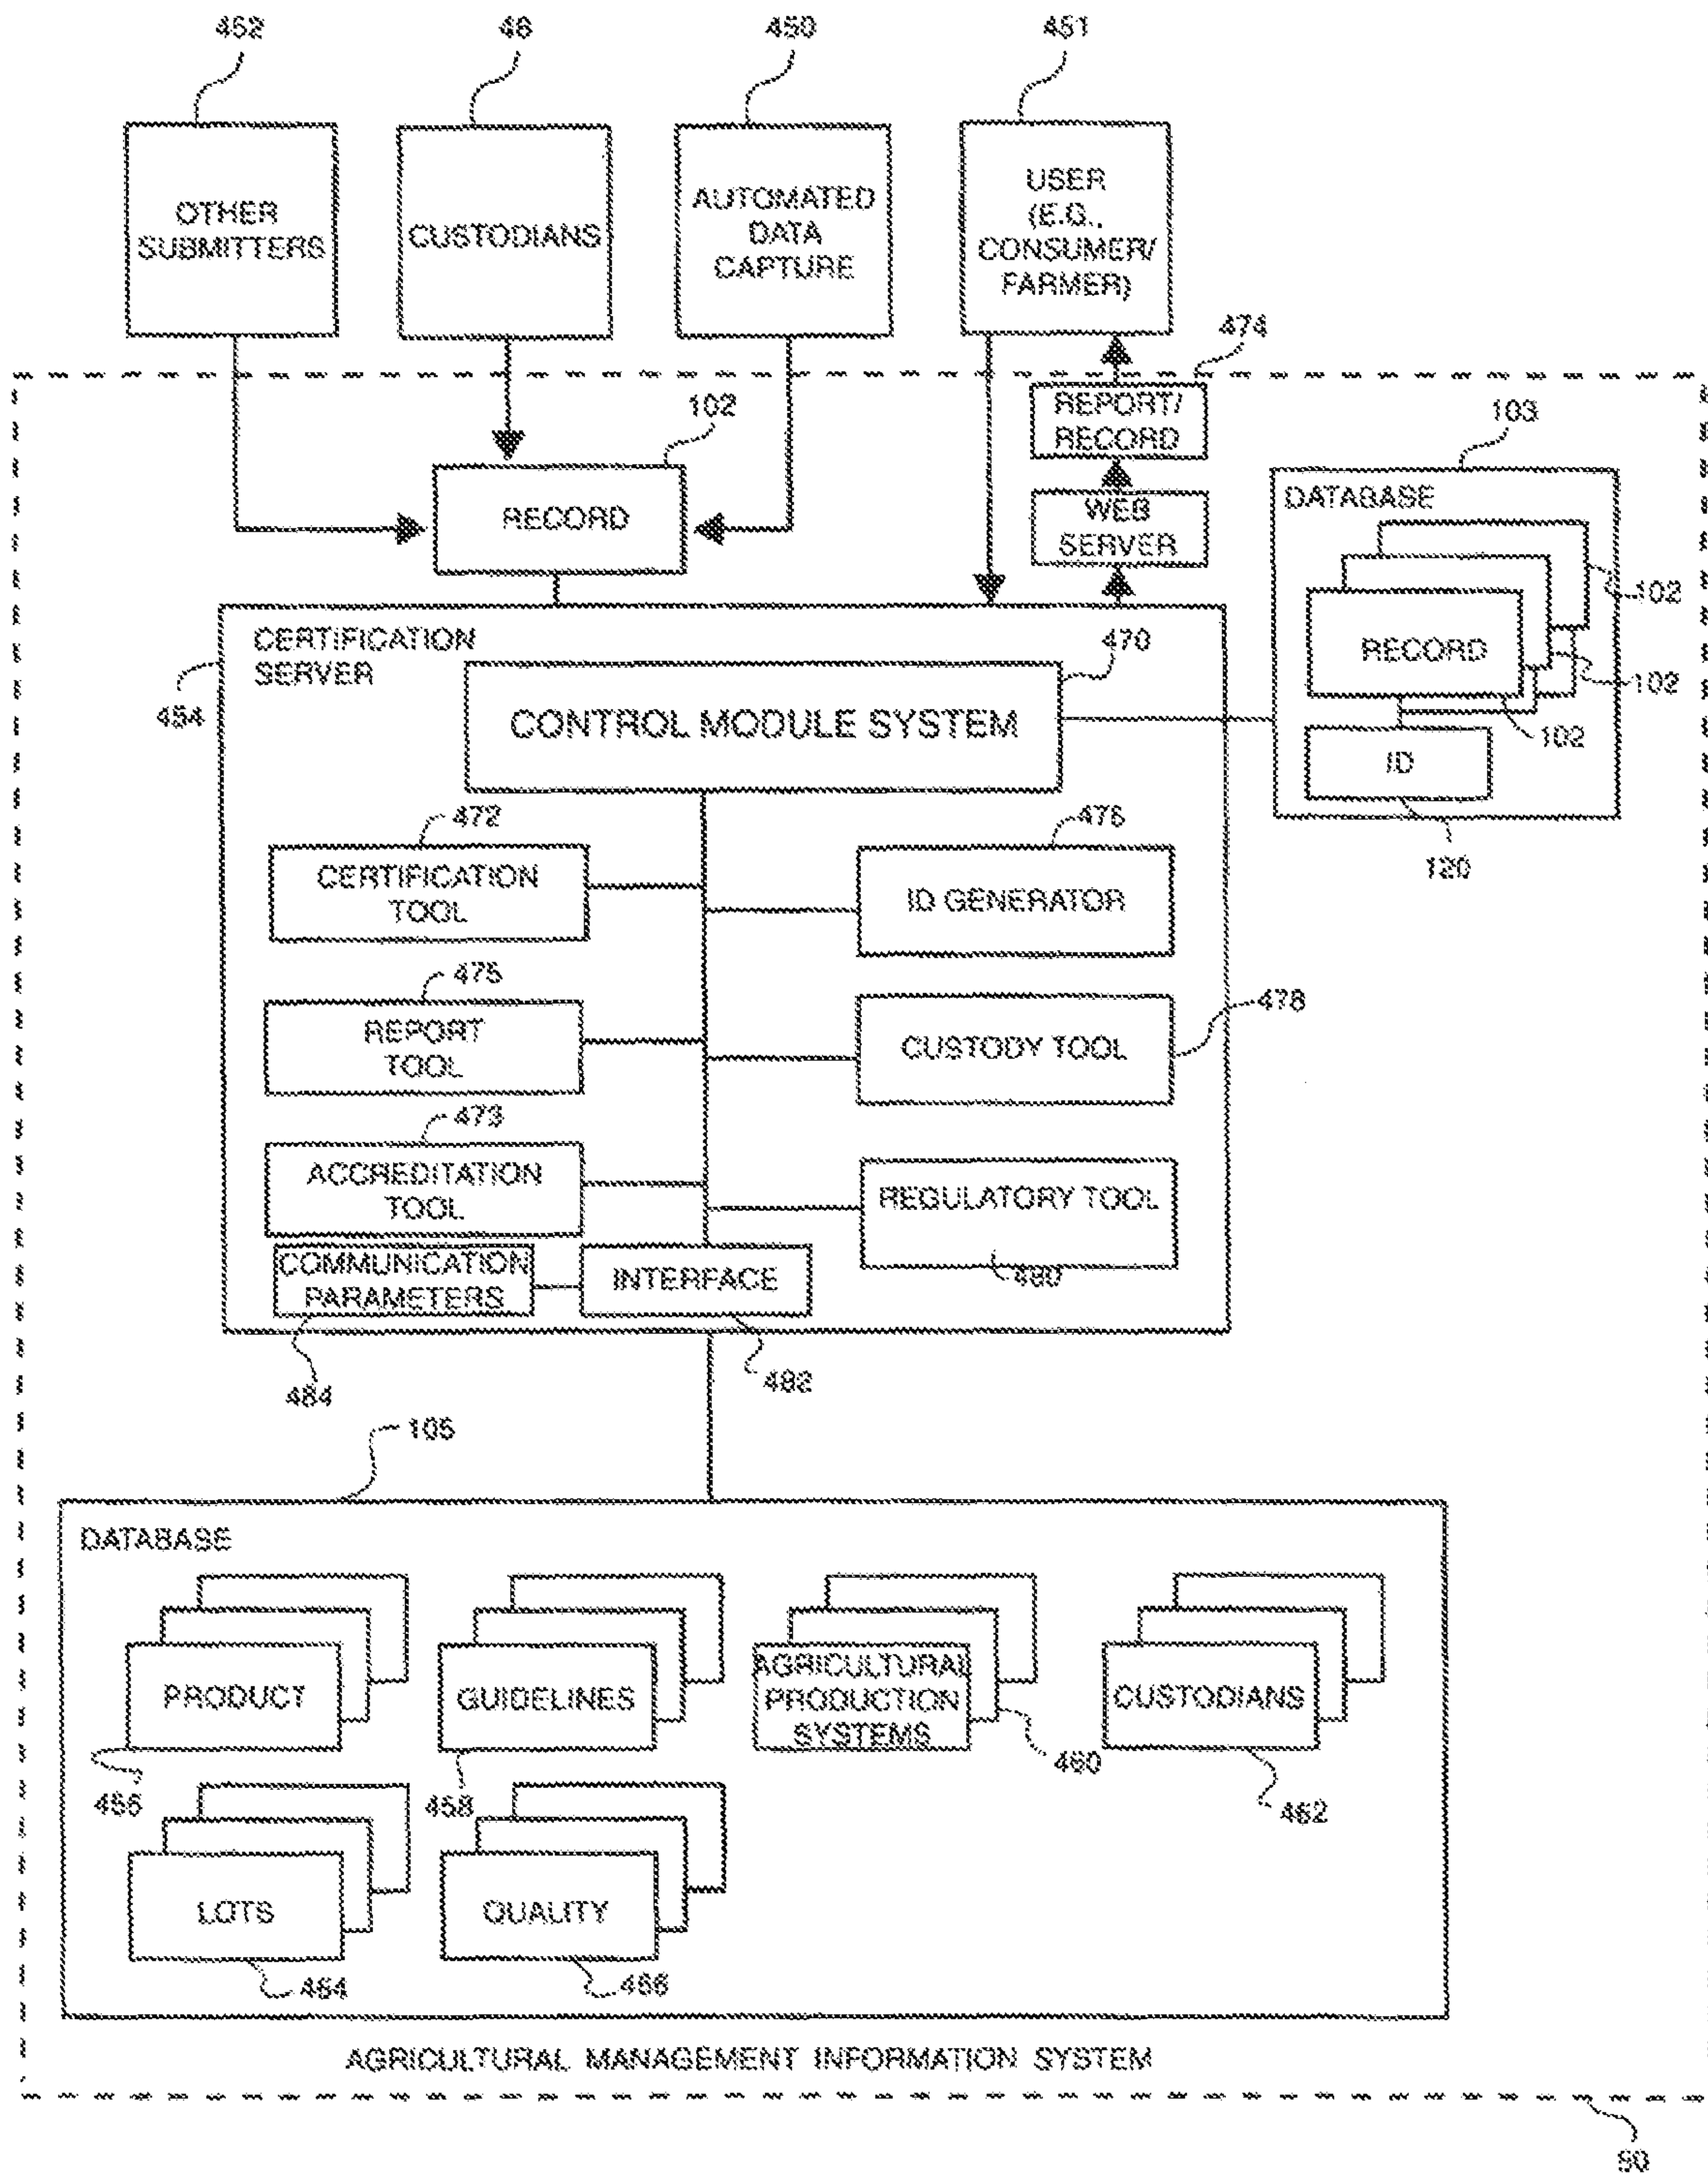 452
46
450
451
OTHER
SUBMITTERS
CUSTODIANS
AUTOMATED
DATA
CAPTURE
USER
(E.G.,
CONSUMER/
FARMER)
474
102
REPORT/
RECORD
103
RECORD
WEB
SERVER
DATABASE
102
RECORD
102
102
ID
120
CERTIFICATION
SERVER
454
470
CONTROL MODULE SYSTEM
472
CERTIFICATION
TOOL
476
ID GENERATOR
475
REPORT
TOOL
478
CUSTODY TOOL
473
ACCREDITATION
TOOL
REGULATORY TOOL
480
COMMUNICATION
PARAMETERS
INTERFACE
484
482
105
DATABASE
PRODUCT
GUIDELINES
AGRICULTURAL
PRODUCTION
SYSTEMS
CUSTODIANS
456
458
460
462
LOTS
QUALITY
464
466
AGRICULTURAL MANAGEMENT INFORMATION SYSTEM